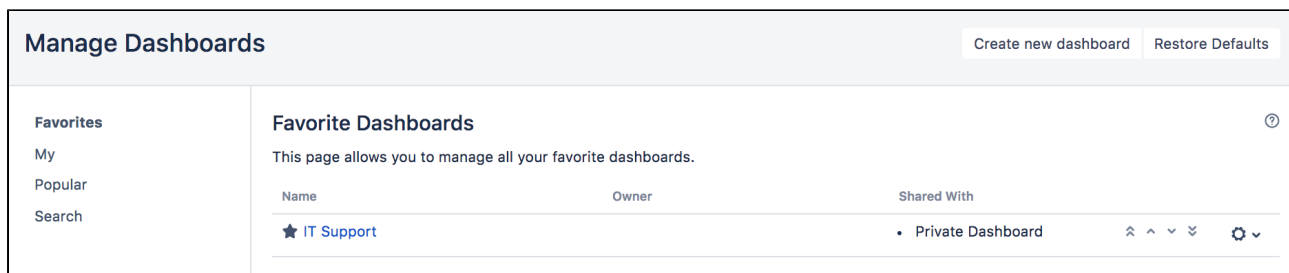 Manage Dashboards
Create new dashboard
Restore Defaults
Favorites
My
Popular
Search
Favorite Dashboards
This page allows you to manage all your favorite dashboards.
Name Owner Shared With
IT Support • Private Dashboard